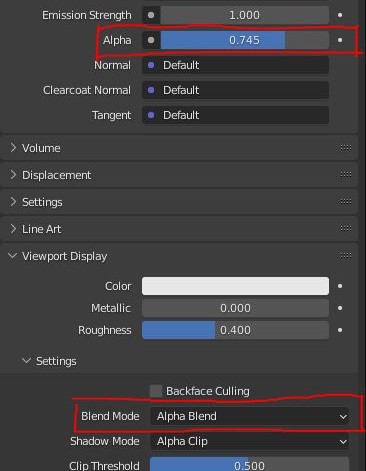 Emission Strength 1.000
Alpha 0.745
Normal Default
Clearcoat Normal Default
Tangent Default
Volume
Displacement
Settings
Line Art
Viewport Display
Color
Metallic 0.000
Roughness 0.400
Settings
Backface Culling
Blend Mode Alpha Blend
Shadow Mode Alpha Clip
Clip Threshold 0.500